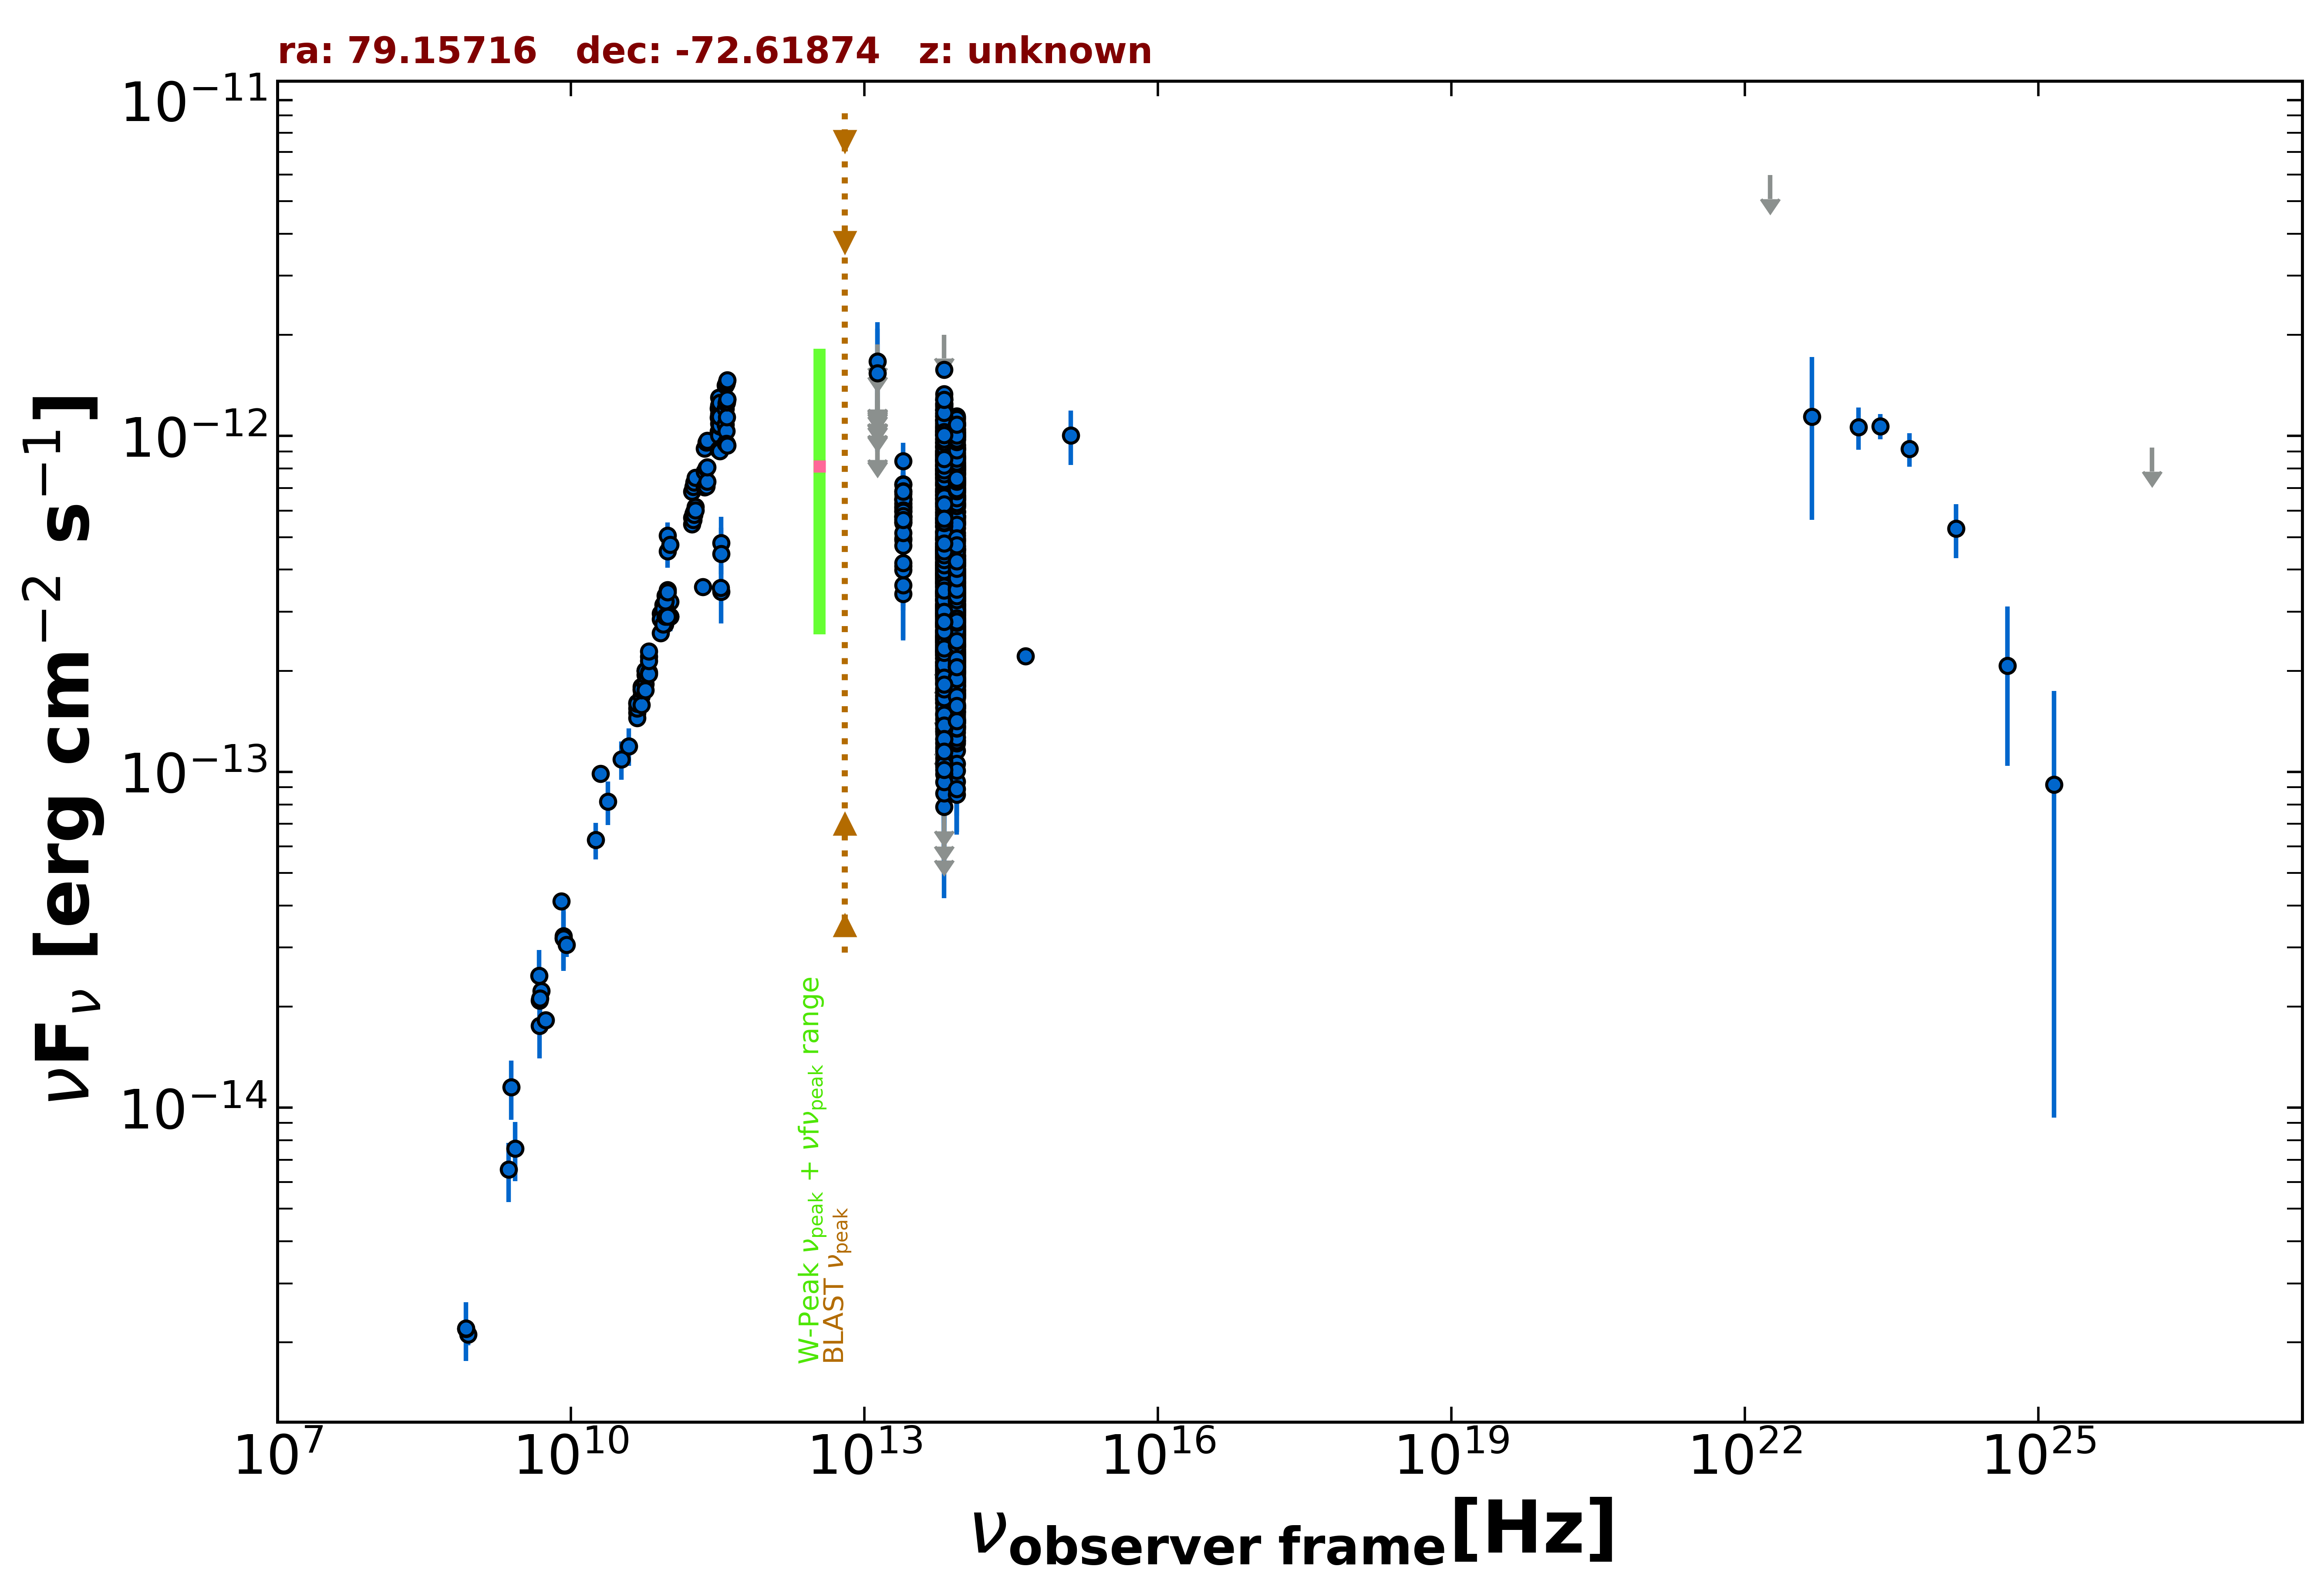 ra: 79.15716 dec: -72.61874 z: unknown
10⁻¹¹
10⁻¹²
10⁻¹³
10⁻¹⁴
νFν [erg cm⁻² s⁻¹]
W-Peak νpeak + νfνpeak range
BLAST νpeak
10⁷ 10¹⁰ 10¹³ 10¹⁶ 10¹⁹ 10²² 10²⁵
νobserver frame[Hz]